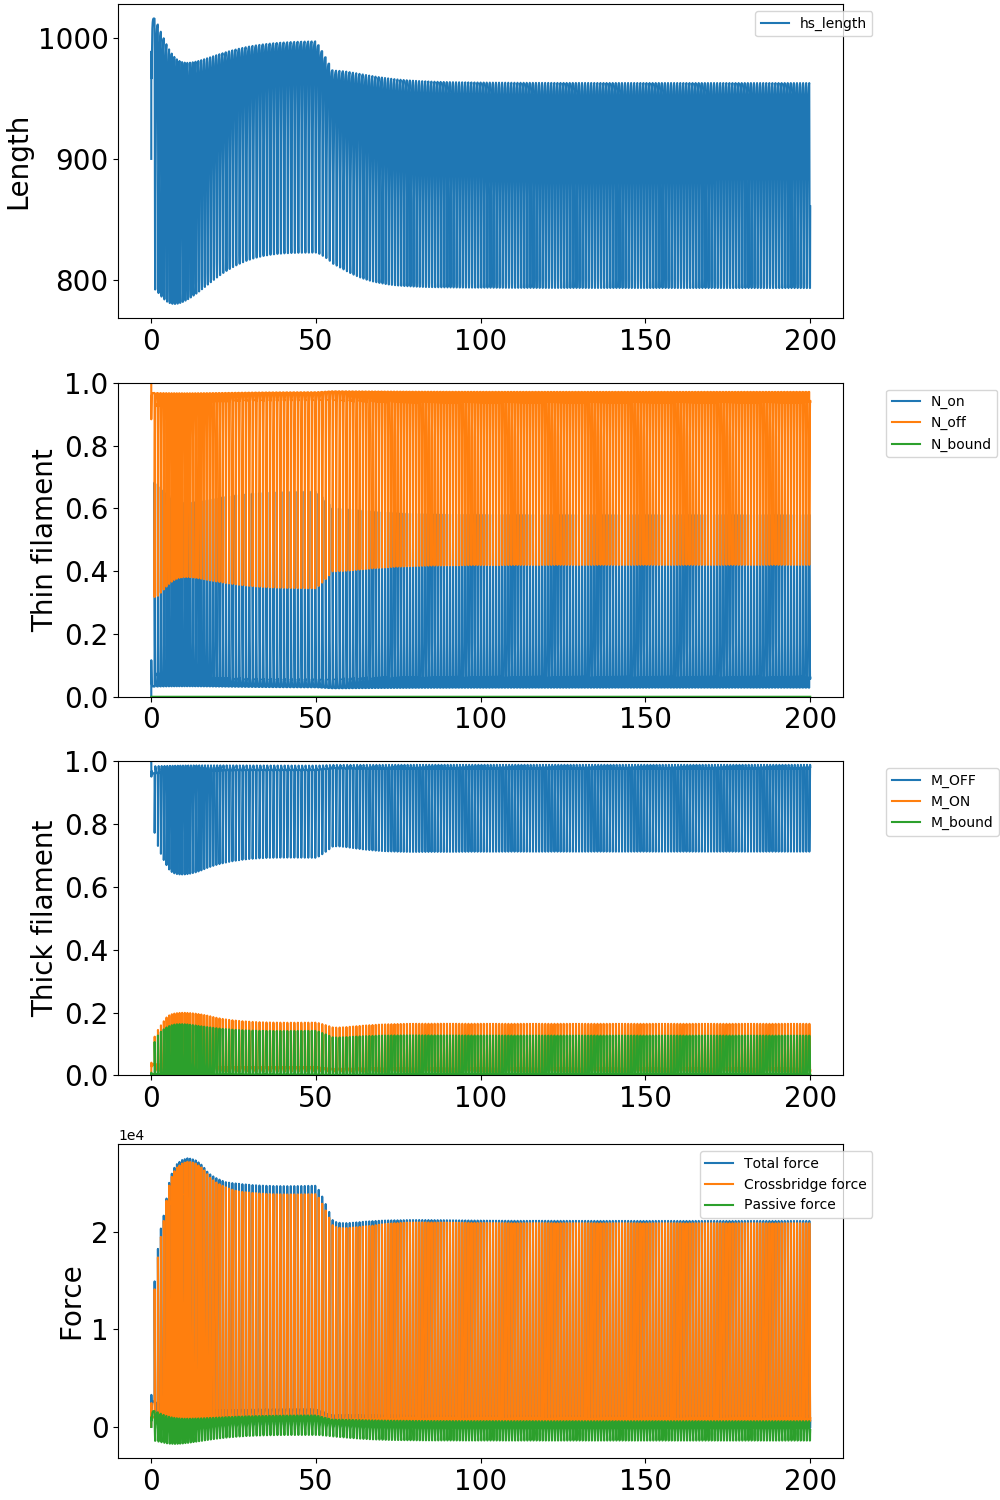 hs_length
Length
1000
900
800
0 50 100 150 200
N_on
N_off
N_bound
Thin filament
1.0
0.8
0.6
0.4
0.2
0.0
0 50 100 150 200
M_OFF
M_ON
M_bound
Thick filament
1.0
0.8
0.6
0.4
0.2
0.0
0 50 100 150 200
1e4
Total force
Crossbridge force
Passive force
Force
2
1
0
0 50 100 150 200